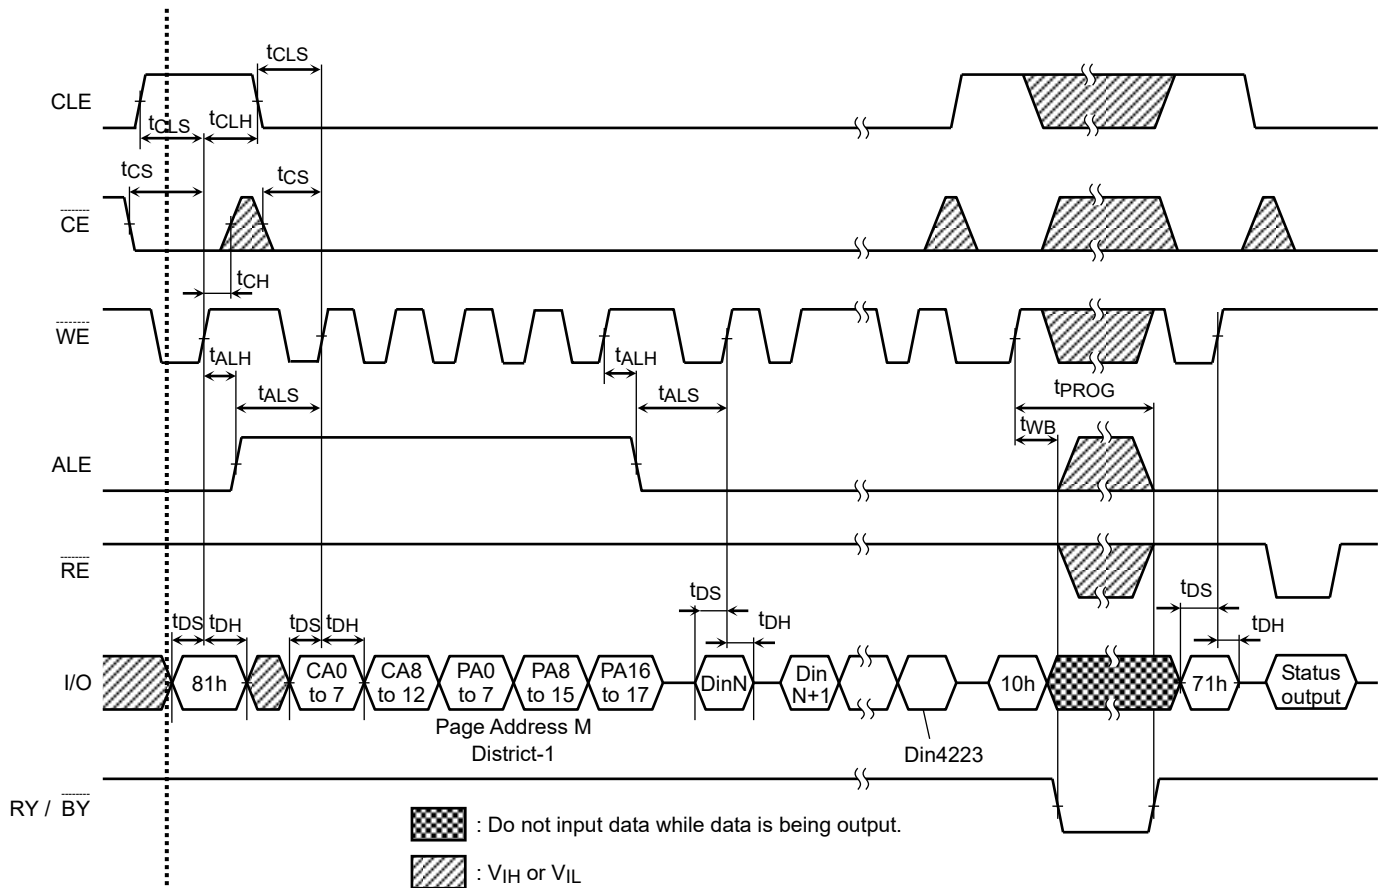 tCLS
CLE
tCLS tCLH
tCS tCS
CE
tCH
WE
tALH tALH
tALS tALS tPROG
tWB
ALE
RE
tDS tDH tDS tDH tDS tDH tDS tDH
I/O 81h CA0 to 7 CA8 to 12 PA0 to 7 PA8 to 15 PA16 to 17 DinN Din N+1 10h 71h Status output
Page Address M
District-1
Din4223
RY / BY
: Do not input data while data is being output.
: VIH or VIL